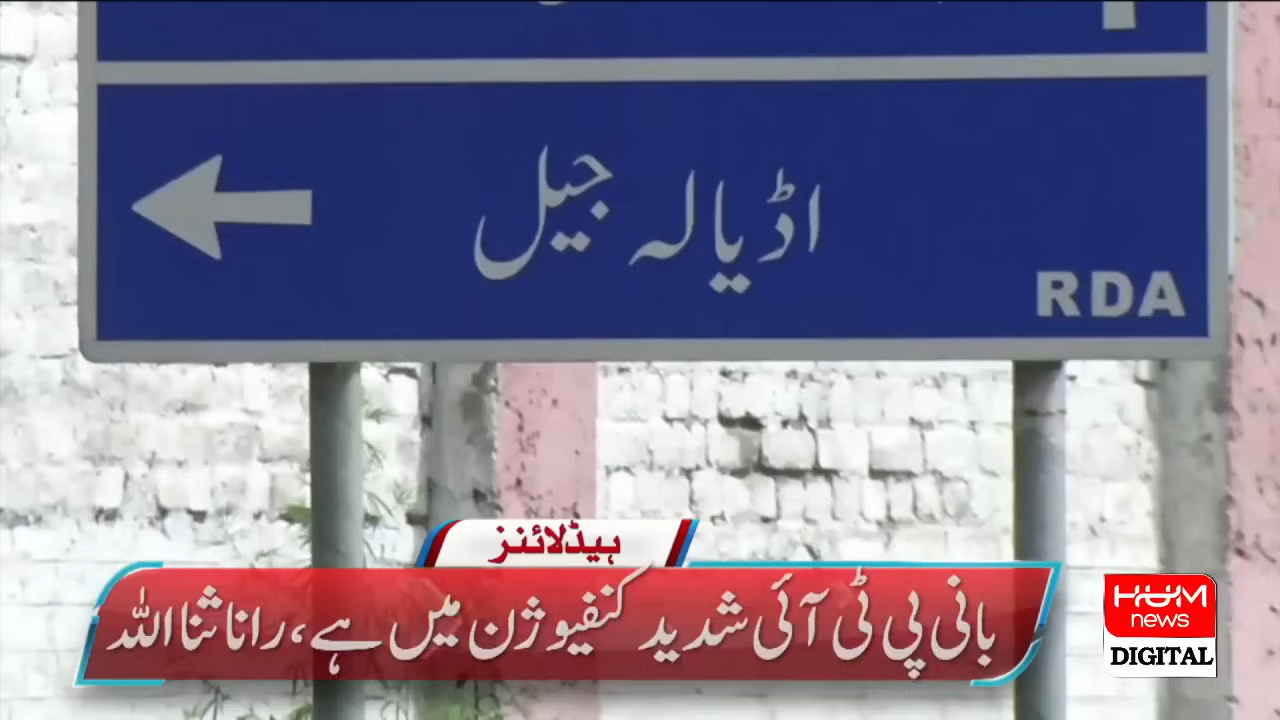 اڈیالہ جیل
RDA
ہیڈلائنز
بانی پی ٹی آئی شدید کنفیوژن میں ہے، رانا ثنا اللہ
HUM
news
DIGITAL